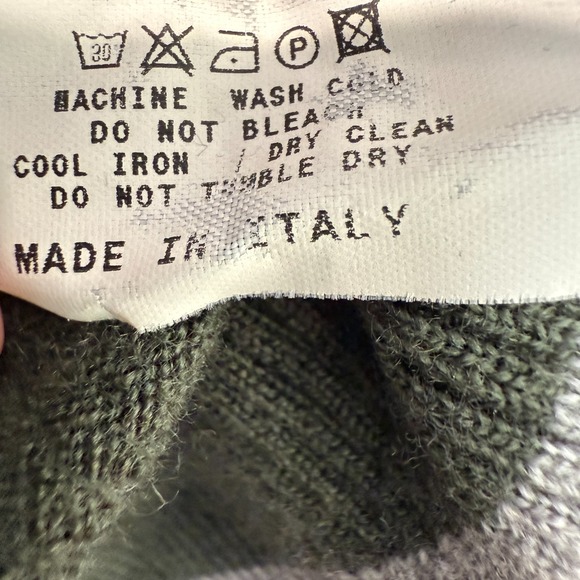 30°
P
MACHINE WASH COLD
DO NOT BLEACH
COOL IRON / DRY CLEAN
DO NOT TUMBLE DRY
MADE IN ITALY